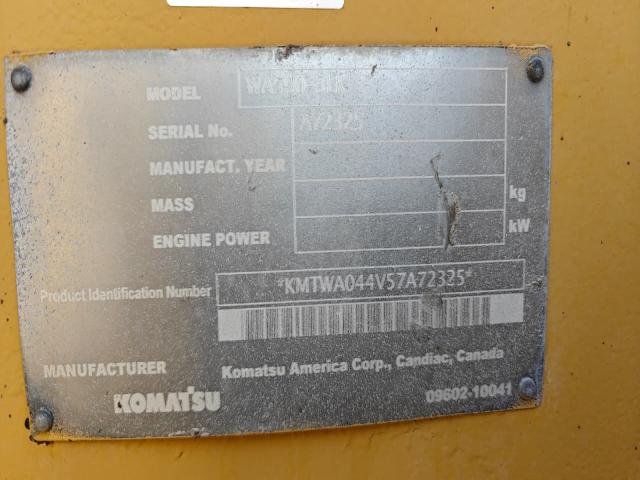 MODEL
SERIAL No. A72325
MANUFACT. YEAR
MASS kg
ENGINE POWER kW
Product Identification Number *KMTWA044V57A72325*
MANUFACTURER Komatsu America Corp., Candiac, Canada
KOMATSU 09602-10041